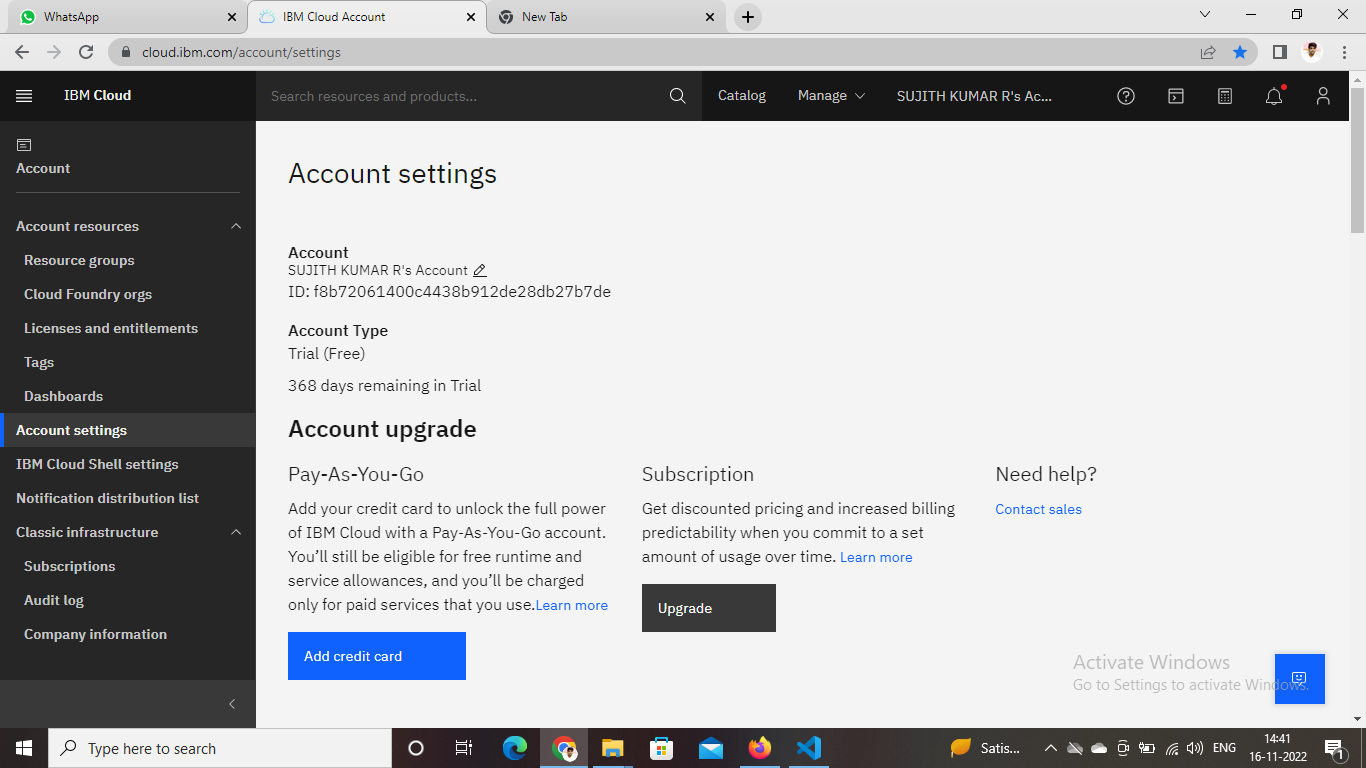 WhatsApp
IBM Cloud Account
New Tab
cloud.ibm.com/account/settings
IBM Cloud
Search resources and products...
Catalog
Manage
SUJITH KUMAR R's Ac...
Account
Account resources
Resource groups
Cloud Foundry orgs
Licenses and entitlements
Tags
Dashboards
Account settings
IBM Cloud Shell settings
Notification distribution list
Classic infrastructure
Subscriptions
Audit log
Company information
Account settings
Account
SUJITH KUMAR R's Account
ID: f8b72061400c4438b912de28db27b7de
Account Type
Trial (Free)
368 days remaining in Trial
Account upgrade
Pay-As-You-Go
Add your credit card to unlock the full power
of IBM Cloud with a Pay-As-You-Go account.
You’ll still be eligible for free runtime and
service allowances, and you’ll be charged
only for paid services that you use.Learn more
Add credit card
Subscription
Get discounted pricing and increased billing
predictability when you commit to a set
amount of usage over time. Learn more
Upgrade
Need help?
Contact sales
Activate Windows
Go to Settings to activate Windows.
Type here to search
Satis...
ENG
14:41
16-11-2022
1